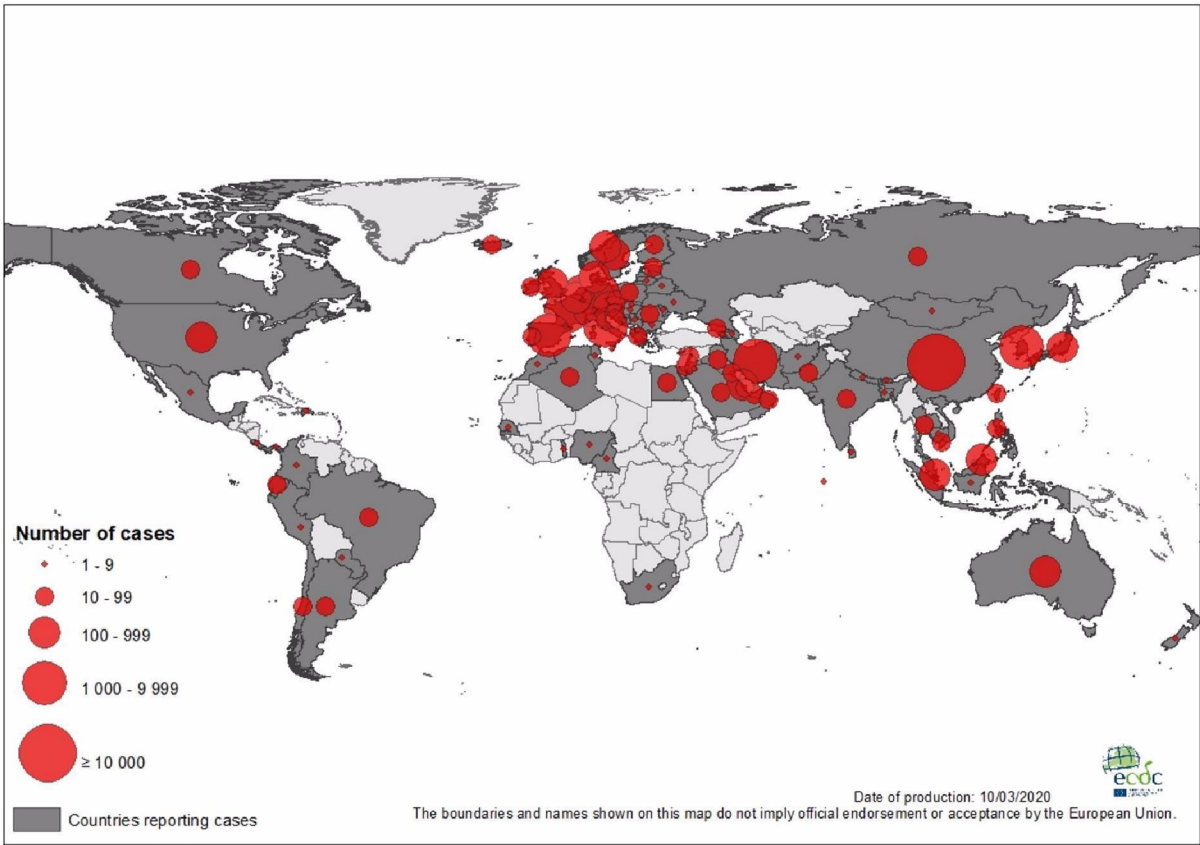 Number of cases
1 - 9
10 - 99
100 - 999
1 000 - 9 999
≥ 10 000
Countries reporting cases
ecdc
Date of production: 10/03/2020
The boundaries and names shown on this map do not imply official endorsement or acceptance by the European Union.